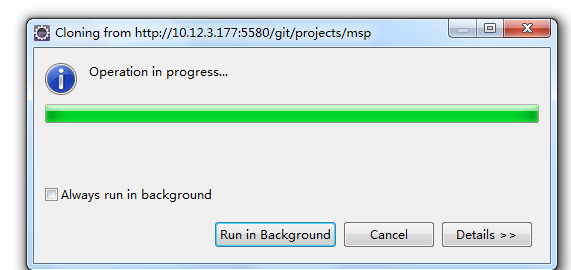 Cloning from http://10.12.3.177:5580/git/projects/msp
Operation in progress...
Always run in background
Run in Background
Cancel
Details >>